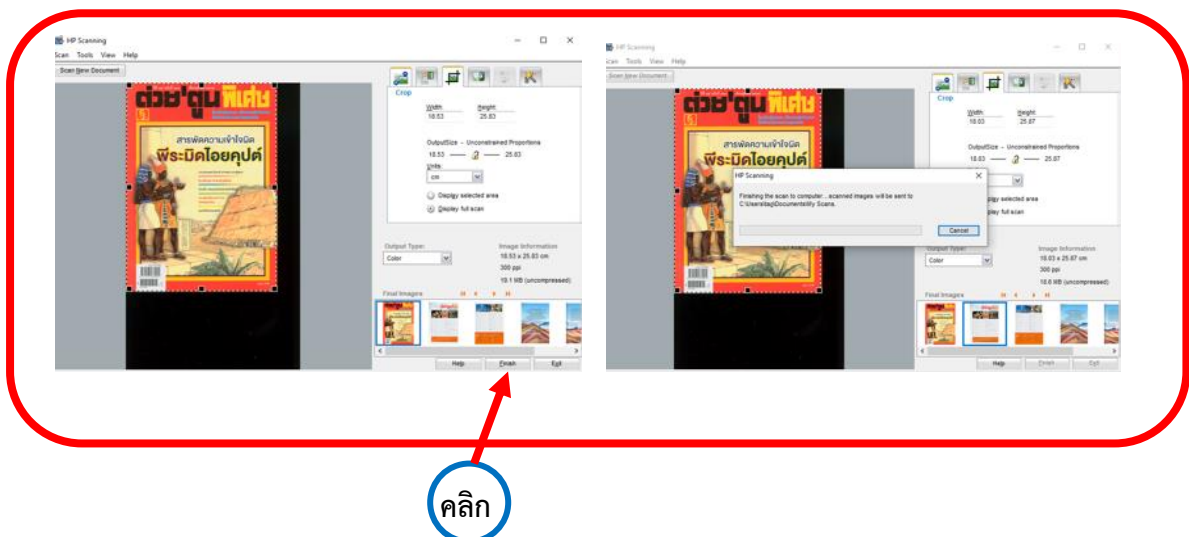 HP Scanning
Scan Tools View Help
Scan New Document
ต่วย'ตูน พิเศษ
สารพัดความเข้าใจผิด
พีระมิดไอยคุปต์
Crop
Width: Height:
18.53 25.83
OutputSize - Unconstrained Proportions
18.53 25.83
Units:
cm
Display selected area
Display full scan
Output Type:
Color
Image Information
18.53 x 25.83 cm
300 ppi
19.1 MB (uncompressed)
Final Images
Help Finish Exit
HP Scanning
Scan Tools View Help
Scan New Document
ต่วย'ตูน พิเศษ
สารพัดความเข้าใจผิด
พีระมิดไอยคุปต์
Crop
Width: Height:
18.03 25.87
OutputSize - Unconstrained Proportions
18.03 25.87
HP Scanning
Finishing the scan to computer ...scanned images will be sent to
C:\Users\tag\Documents\My Scans.
Cancel
Output Type:
Color
Image Information
18.03 x 25.87 cm
300 ppi
18.6 MB (uncompressed)
Final Images
Help Finish Exit
คลิก